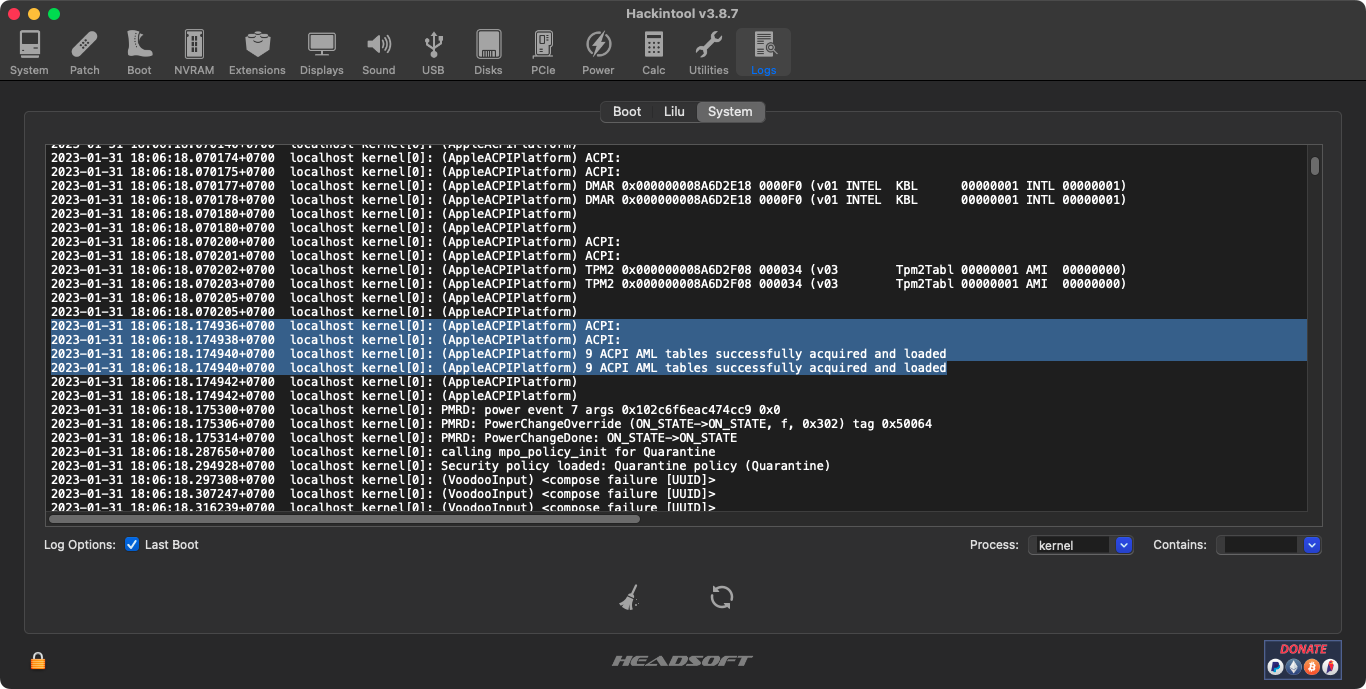 Hackintool v3.8.7
System Patch Boot NVRAM Extensions Displays Sound USB Disks PCIe Power Calc Utilities Logs
Boot Lilu System
2023-01-31 18:06:18.070174+0700  localhost kernel[0]: (AppleACPIPlatform) ACPI:
2023-01-31 18:06:18.070175+0700  localhost kernel[0]: (AppleACPIPlatform) ACPI:
2023-01-31 18:06:18.070177+0700  localhost kernel[0]: (AppleACPIPlatform) DMAR 0x000000008A6D2E18 0000F0 (v01 INTEL  KBL      00000001 INTL 00000001)
2023-01-31 18:06:18.070178+0700  localhost kernel[0]: (AppleACPIPlatform) DMAR 0x000000008A6D2E18 0000F0 (v01 INTEL  KBL      00000001 INTL 00000001)
2023-01-31 18:06:18.070180+0700  localhost kernel[0]: (AppleACPIPlatform)
2023-01-31 18:06:18.070180+0700  localhost kernel[0]: (AppleACPIPlatform)
2023-01-31 18:06:18.070200+0700  localhost kernel[0]: (AppleACPIPlatform) ACPI:
2023-01-31 18:06:18.070201+0700  localhost kernel[0]: (AppleACPIPlatform) ACPI:
2023-01-31 18:06:18.070202+0700  localhost kernel[0]: (AppleACPIPlatform) TPM2 0x000000008A6D2F08 000034 (v03        Tpm2Tabl 00000001 AMI  00000000)
2023-01-31 18:06:18.070203+0700  localhost kernel[0]: (AppleACPIPlatform) TPM2 0x000000008A6D2F08 000034 (v03        Tpm2Tabl 00000001 AMI  00000000)
2023-01-31 18:06:18.070205+0700  localhost kernel[0]: (AppleACPIPlatform)
2023-01-31 18:06:18.070205+0700  localhost kernel[0]: (AppleACPIPlatform)
2023-01-31 18:06:18.174936+0700  localhost kernel[0]: (AppleACPIPlatform) ACPI:
2023-01-31 18:06:18.174938+0700  localhost kernel[0]: (AppleACPIPlatform) ACPI:
2023-01-31 18:06:18.174940+0700  localhost kernel[0]: (AppleACPIPlatform) 9 ACPI AML tables successfully acquired and loaded
2023-01-31 18:06:18.174940+0700  localhost kernel[0]: (AppleACPIPlatform) 9 ACPI AML tables successfully acquired and loaded
2023-01-31 18:06:18.174942+0700  localhost kernel[0]: (AppleACPIPlatform)
2023-01-31 18:06:18.174942+0700  localhost kernel[0]: (AppleACPIPlatform)
2023-01-31 18:06:18.175300+0700  localhost kernel[0]: PMRD: power event 7 args 0x102c6f6eac474cc9 0x0
2023-01-31 18:06:18.175306+0700  localhost kernel[0]: PMRD: PowerChangeOverride (ON_STATE->ON_STATE, f, 0x302) tag 0x50064
2023-01-31 18:06:18.175314+0700  localhost kernel[0]: PMRD: PowerChangeDone: ON_STATE->ON_STATE
2023-01-31 18:06:18.287650+0700  localhost kernel[0]: calling mpo_policy_init for Quarantine
2023-01-31 18:06:18.294928+0700  localhost kernel[0]: Security policy loaded: Quarantine policy (Quarantine)
2023-01-31 18:06:18.297308+0700  localhost kernel[0]: (VoodooInput) <compose failure [UUID]>
2023-01-31 18:06:18.307247+0700  localhost kernel[0]: (VoodooInput) <compose failure [UUID]>
2023-01-31 18:06:18.316239+0700  localhost kernel[0]: (VoodooInput) <compose failure [UUID]>
Log Options: Last Boot Process: kernel Contains:
HEADSOFT
DONATE